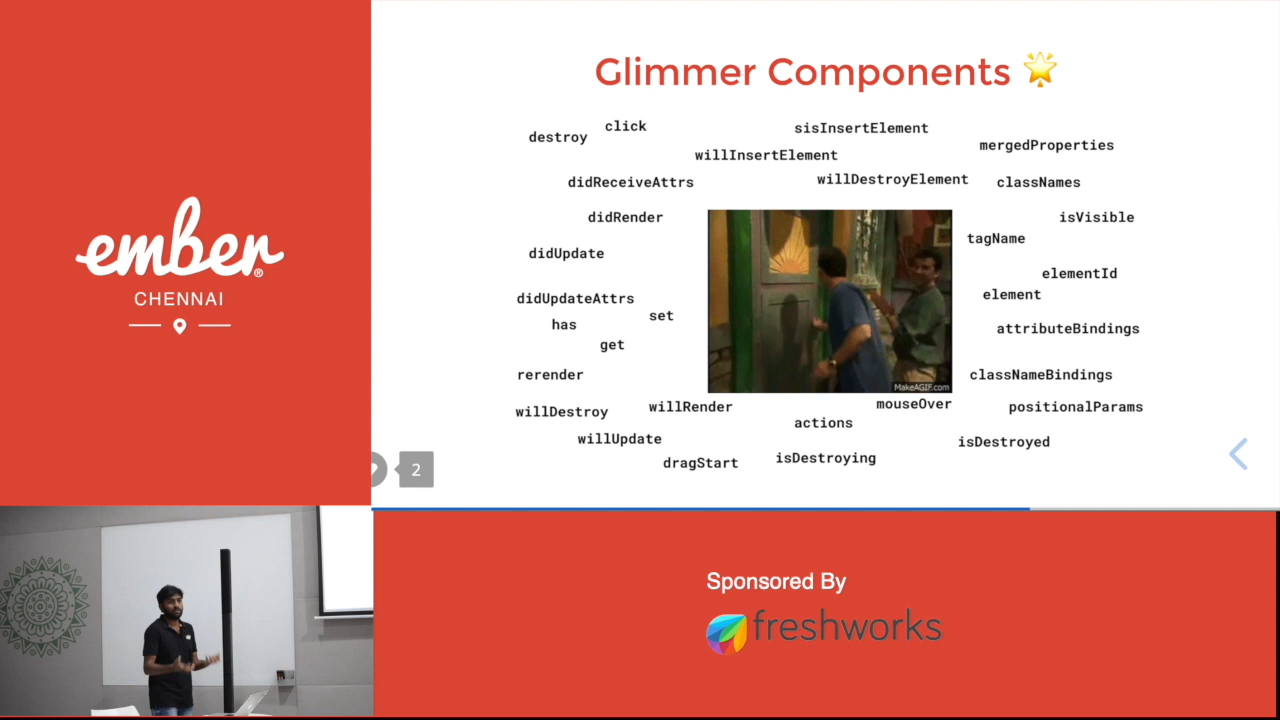 Glimmer Components
click
destroy
sisInsertElement
willInsertElement
mergedProperties
didReceiveAttrs
willDestroyElement
classNames
didRender
isVisible
tagName
didUpdate
elementId
element
didUpdateAttrs
set
has
attributeBindings
get
rerender
classNameBindings
MakeAGIF.com
willDestroy
willRender
mouseOver
positionalParams
actions
willUpdate
isDestroyed
dragStart
isDestroying
2
ember®
CHENNAI
Sponsored By
freshworks